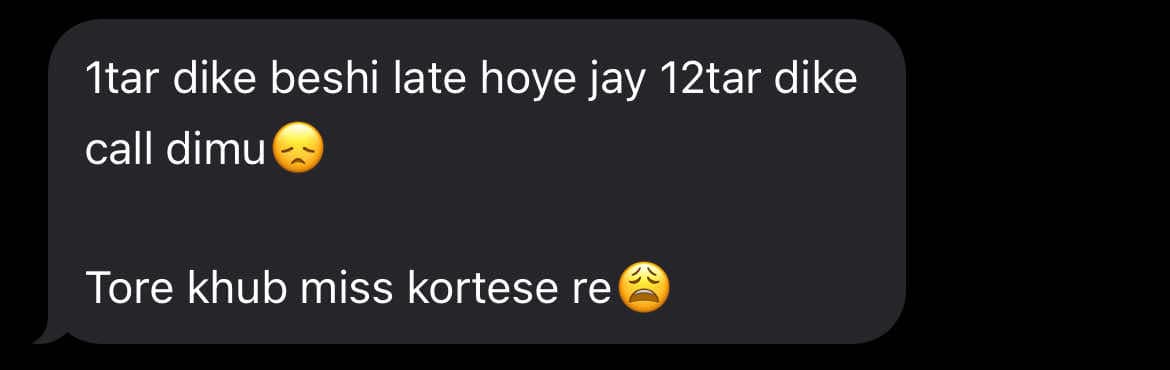 1tar dike beshi late hoye jay 12tar dike
call dimu😞
Tore khub miss kortese re😩